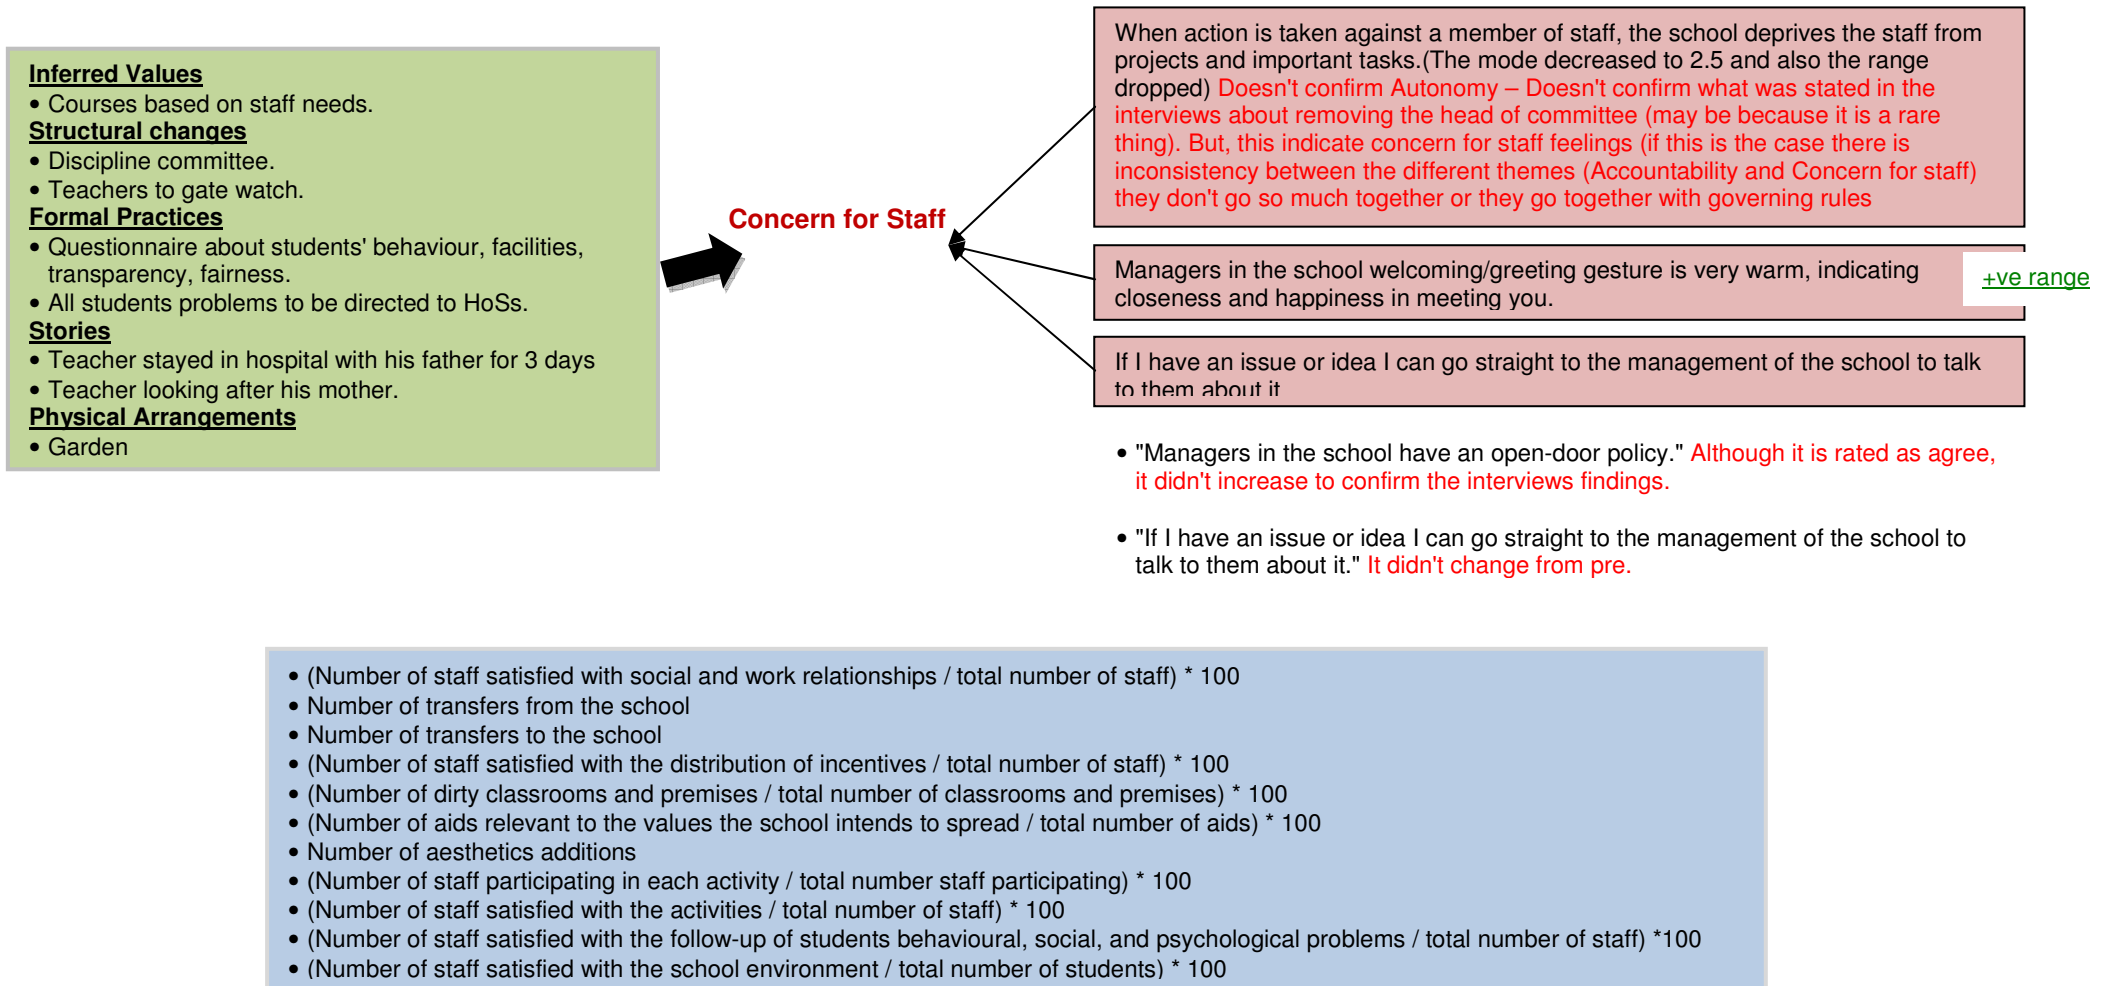 Inferred Values
• Courses based on staff needs.
Structural changes
• Discipline committee.
• Teachers to gate watch.
Formal Practices
• Questionnaire about students' behaviour, facilities,
transparency, fairness.
• All students problems to be directed to HoSs.
Stories
• Teacher stayed in hospital with his father for 3 days
• Teacher looking after his mother.
Physical Arrangements
• Garden
Concern for Staff
When action is taken against a member of staff, the school deprives the staff from
projects and important tasks.(The mode decreased to 2.5 and also the range
dropped) Doesn't confirm Autonomy – Doesn't confirm what was stated in the
interviews about removing the head of committee (may be because it is a rare
thing). But, this indicate concern for staff feelings (if this is the case there is
inconsistency between the different themes (Accountability and Concern for staff)
they don't go so much together or they go together with governing rules
Managers in the school welcoming/greeting gesture is very warm, indicating
closeness and happiness in meeting you.
+ve range
If I have an issue or idea I can go straight to the management of the school to talk
to them about it
• "Managers in the school have an open-door policy." Although it is rated as agree,
it didn't increase to confirm the interviews findings.
• "If I have an issue or idea I can go straight to the management of the school to
talk to them about it." It didn't change from pre.
• (Number of staff satisfied with social and work relationships / total number of staff) * 100
• Number of transfers from the school
• Number of transfers to the school
• (Number of staff satisfied with the distribution of incentives / total number of staff) * 100
• (Number of dirty classrooms and premises / total number of classrooms and premises) * 100
• (Number of aids relevant to the values the school intends to spread / total number of aids) * 100
• Number of aesthetics additions
• (Number of staff participating in each activity / total number staff participating) * 100
• (Number of staff satisfied with the activities / total number of staff) * 100
• (Number of staff satisfied with the follow-up of students behavioural, social, and psychological problems / total number of staff) *100
• (Number of staff satisfied with the school environment / total number of students) * 100